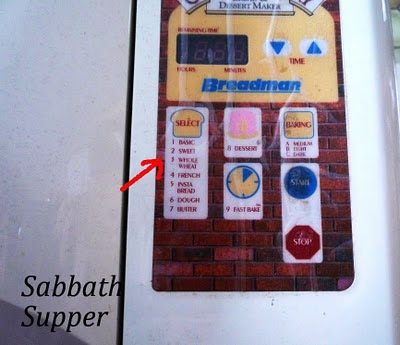 DESSERT MAKER
REMAINING TIME
HOURS MINUTES
TIME
Breadman
SELECT
1 BASIC
2 SWEET
3 WHOLE
WHEAT
4 FRENCH
5 INSTA
BREAD
6 DOUGH
7 BUTTER
8 DESSERT
9 FAST BAKE
BAKING
A MEDIUM
B LIGHT
C DARK
START
STOP
Sabbath
Supper